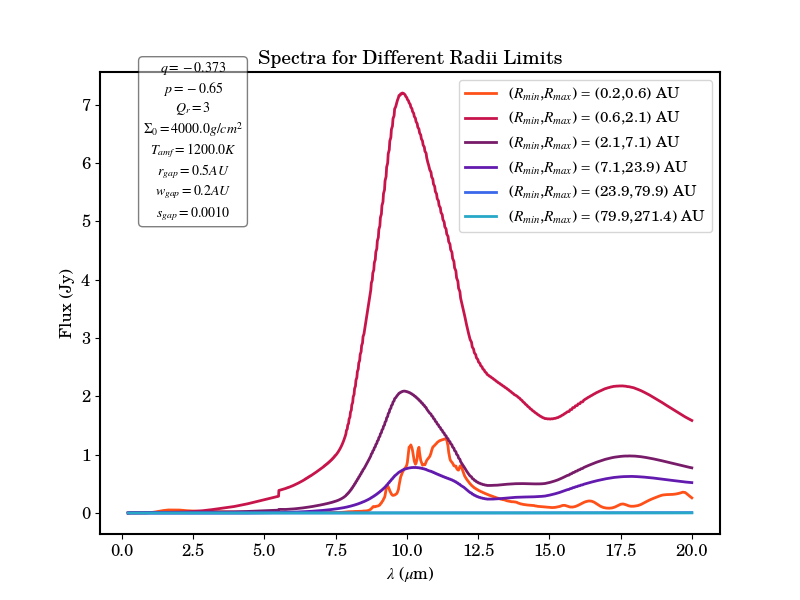 Spectra for Different Radii Limits
q = −0.373
p = −0.65
Q_r = 3
Σ_0 = 4000.0g/cm^2
T_amf = 1200.0K
r_gap = 0.5AU
w_gap = 0.2AU
s_gap = 0.0010
(R_min,R_max) = (0.2,0.6) AU
(R_min,R_max) = (0.6,2.1) AU
(R_min,R_max) = (2.1,7.1) AU
(R_min,R_max) = (7.1,23.9) AU
(R_min,R_max) = (23.9,79.9) AU
(R_min,R_max) = (79.9,271.4) AU
Flux (Jy)
7
6
5
4
3
2
1
0
0.0 2.5 5.0 7.5 10.0 12.5 15.0 17.5 20.0
λ (μm)